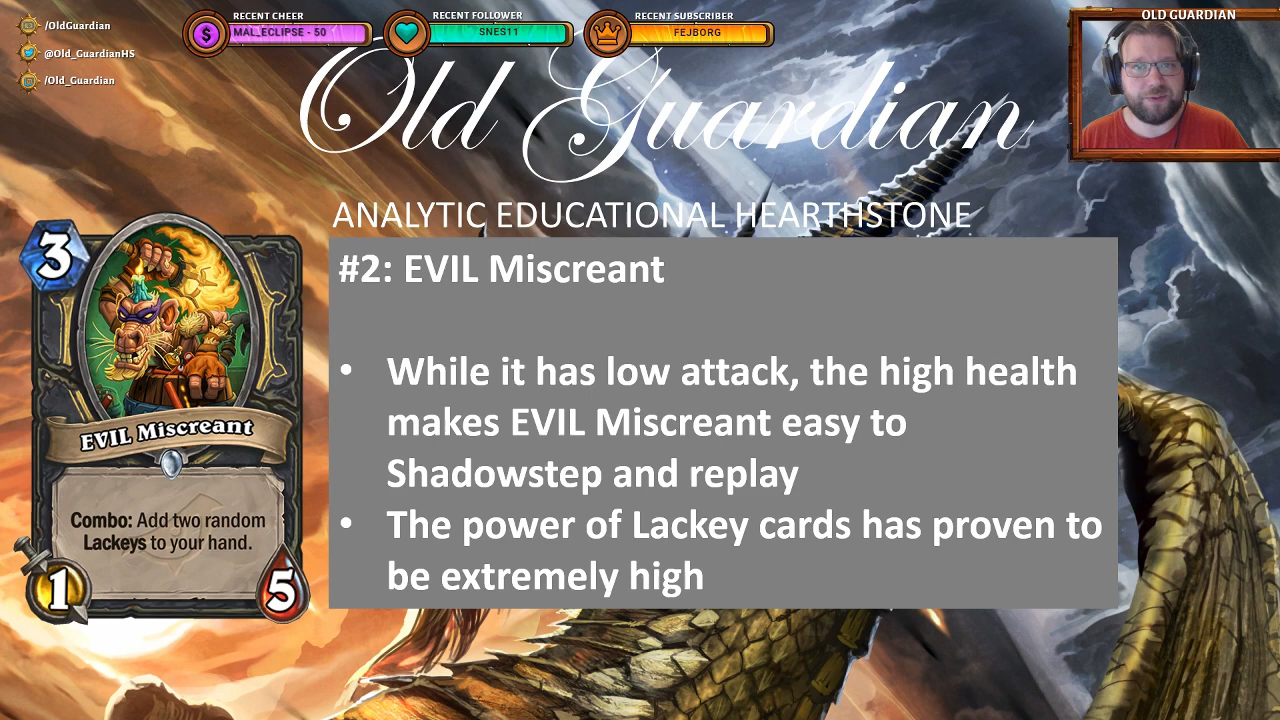 /OldGuardian
@Old_GuardianHS
/Old_Guardian
RECENT CHEER
MAL_ECLIPSE - 50
RECENT FOLLOWER
SNES11
RECENT SUBSCRIBER
FEJBORG
OLD GUARDIAN
Old Guardian
ANALYTIC EDUCATIONAL HEARTHSTONE
3
EVIL Miscreant
Combo: Add two random
Lackeys to your hand.
1
5
#2: EVIL Miscreant
• While it has low attack, the high health
makes EVIL Miscreant easy to
Shadowstep and replay
• The power of Lackey cards has proven to
be extremely high